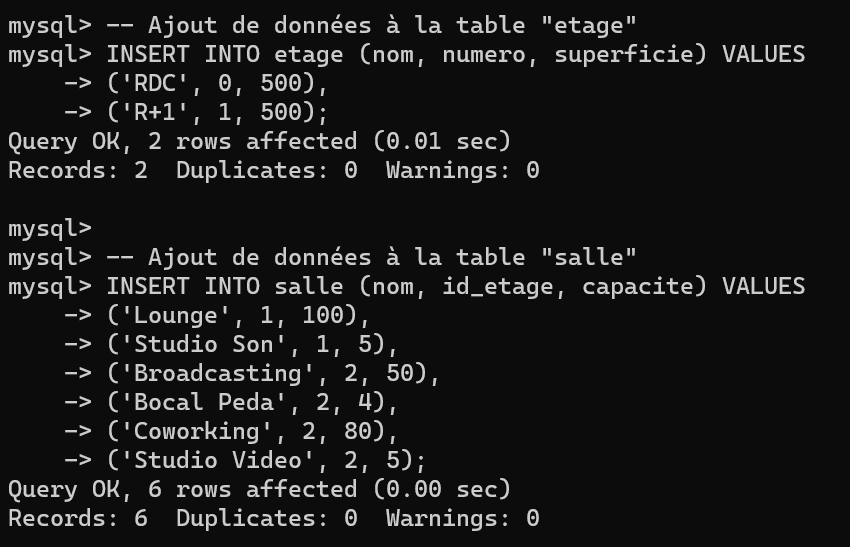 mysql> -- Ajout de données à la table "etage"
mysql> INSERT INTO etage (nom, numero, superficie) VALUES
    -> ('RDC', 0, 500),
    -> ('R+1', 1, 500);
Query OK, 2 rows affected (0.01 sec)
Records: 2  Duplicates: 0  Warnings: 0

mysql>
mysql> -- Ajout de données à la table "salle"
mysql> INSERT INTO salle (nom, id_etage, capacite) VALUES
    -> ('Lounge', 1, 100),
    -> ('Studio Son', 1, 5),
    -> ('Broadcasting', 2, 50),
    -> ('Bocal Peda', 2, 4),
    -> ('Coworking', 2, 80),
    -> ('Studio Video', 2, 5);
Query OK, 6 rows affected (0.00 sec)
Records: 6  Duplicates: 0  Warnings: 0